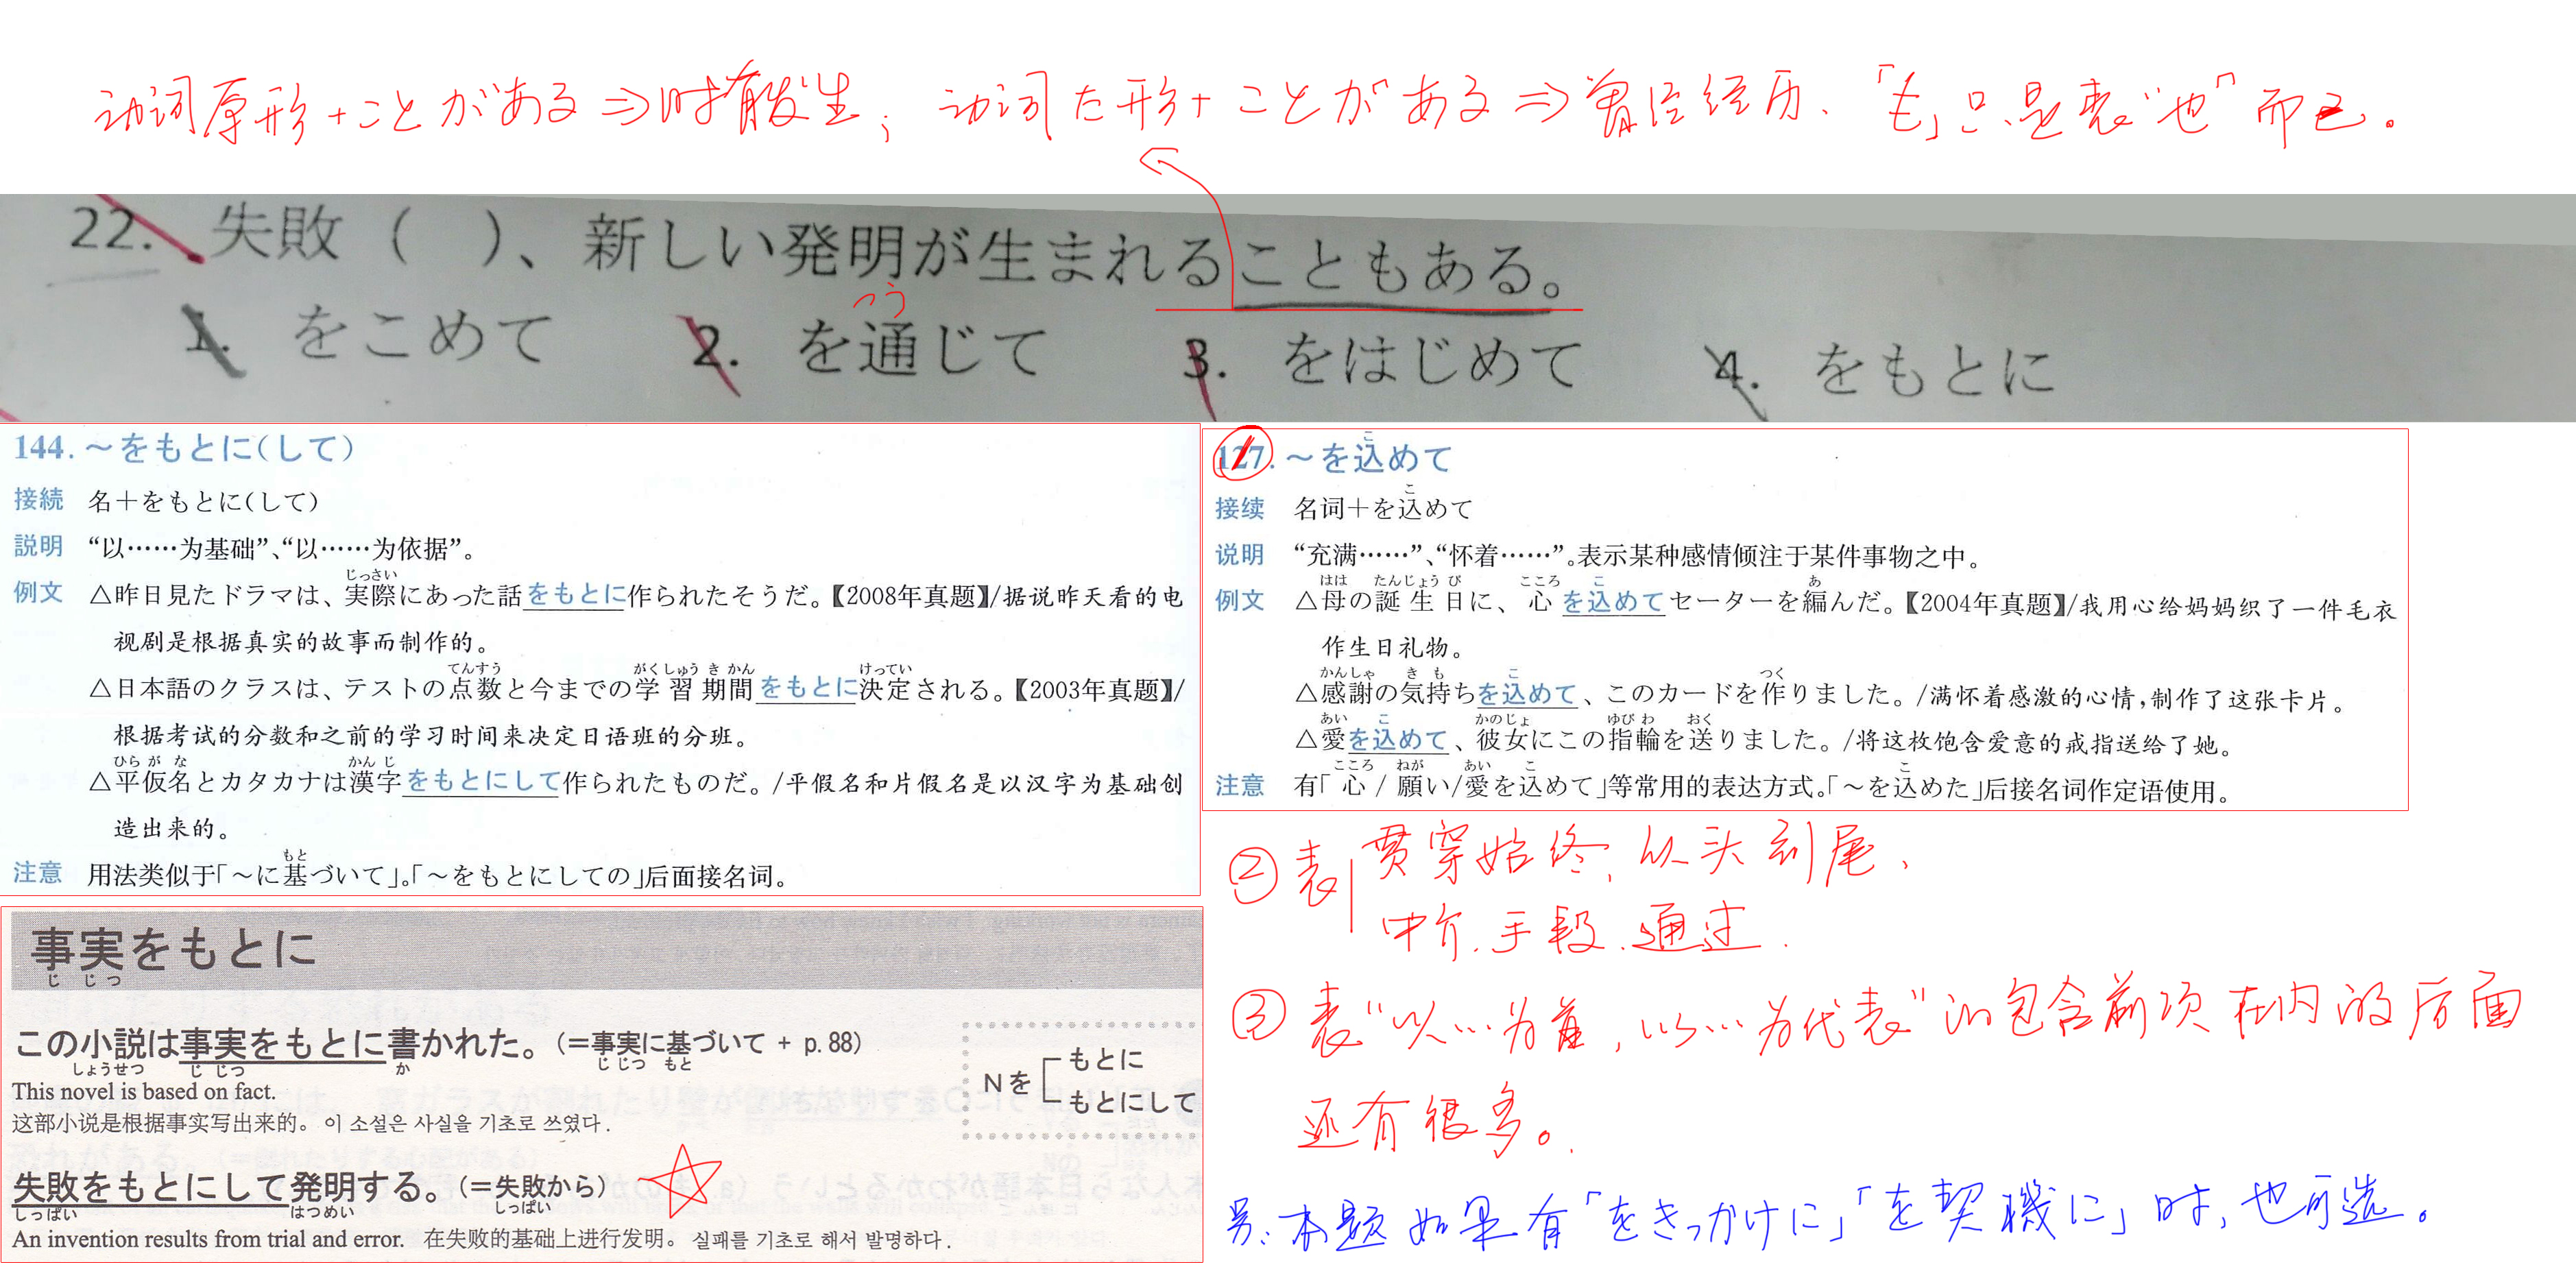 动词原形+ことがある⇒时有发生；动词た形+ことがある⇒曾经经历、「も」只是表“也”而已。
22. 失敗（　）、新しい発明が生まれることもある。
つう
1. をこめて　2. を通じて　3. をはじめて　4. をもとに
144. ～をもとに(して)
接続　名＋をもとに(して)
説明　“以……为基础”、“以……为依据”。
じっさい
例文　△昨日見たドラマは、実際にあった話をもとに作られたそうだ。【2008年真题】/据说昨天看的电
视剧是根据真实的故事而制作的。
てんすう　がくしゅう き かん　けってい
△日本語のクラスは、テストの点数と今までの学習期間をもとに決定される。【2003年真题】/
根据考试的分数和之前的学习时间来决定日语班的分班。
ひら が な　かん じ
△平仮名とカタカナは漢字をもとにして作られたものだ。/平假名和片假名是以汉字为基础创
造出来的。
もと
注意　用法类似于「～に基づいて」。「～をもとにしての」后面接名词。
こ
127. ～を込めて
1
こ
接续　名词＋を込めて
说明　“充满……”、“怀着……”。表示某种感情倾注于某件事物之中。
はは　たんじょう び　こころ　こ　あ
例文　△母の誕生日に、心を込めてセーターを編んだ。【2004年真题】/我用心给妈妈织了一件毛衣
作生日礼物。
かんしゃ　き も　こ　つく
△感謝の気持ちを込めて、このカードを作りました。/满怀着感激的心情，制作了这张卡片。
あい　こ　かのじょ　ゆび わ　おく
△愛を込めて、彼女にこの指輪を送りました。/将这枚饱含爱意的戒指送给了她。
こころ　ねが　あい　こ　こ
注意　有「心/願い/愛を込めて」等常用的表达方式。「～を込めた」后接名词作定语使用。
② 表 贯穿始终，从头到尾、
中介、手段、通过．
③ 表“以…为首，以…为代表”的包含前项在内的后面
还有很多。
另：本题如果有「をきっかけに」「を契機に」时，也可选。
事実をもとに
じ じつ
この小説は事実をもとに書かれた。(=事実に基づいて + p. 88)
しょうせつ　じ じつ　か　じ じつ　もと
This novel is based on fact.
这部小说是根据事实写出来的。 이 소설은 사실을 기초로 쓰였다.
Nを
もとに
もとにして
失敗をもとにして発明する。(=失敗から)
しっぱい　はつめい　しっぱい
An invention results from trial and error. 在失败的基础上进行发明。 실패를 기초로 해서 발명하다.